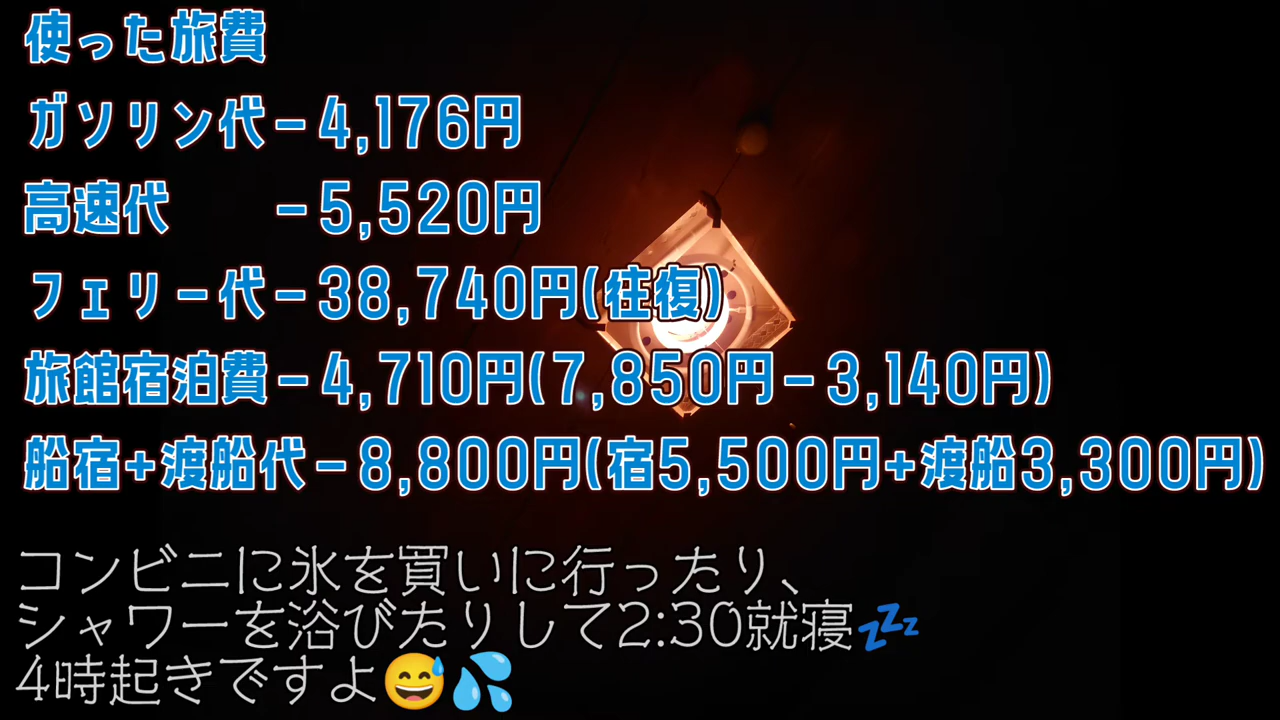 使った旅費
ガソリン代－4,176円
高速代　　－5,520円
フェリー代－38,740円(往復)
旅館宿泊費－4,710円(7,850円－3,140円)
船宿+渡船代－8,800円(宿5,500円+渡船3,300円)
コンビニに氷を買いに行ったり、
シャワーを浴びたりして2:30就寝💤
4時起きですよ😅💦